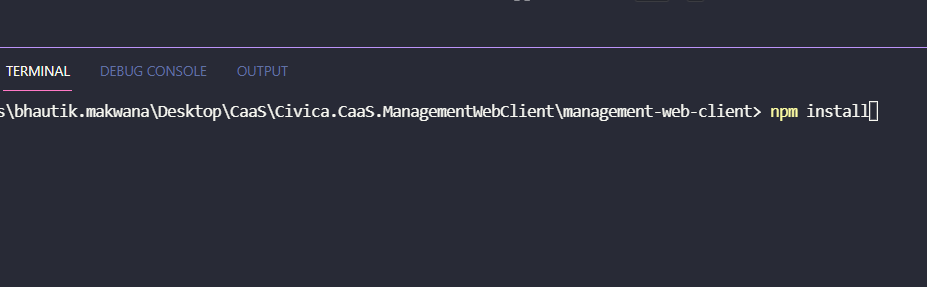 TERMINAL DEBUG CONSOLE OUTPUT
s\bhautik.makwana\Desktop\CaaS\Civica.CaaS.ManagementWebClient\management-web-client> npm install